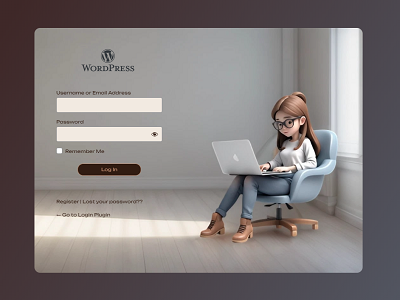 WORDPRESS
Username or Email Address
Password
Remember Me
Log In
Register | Lost your password??
← Go to Login Plugin